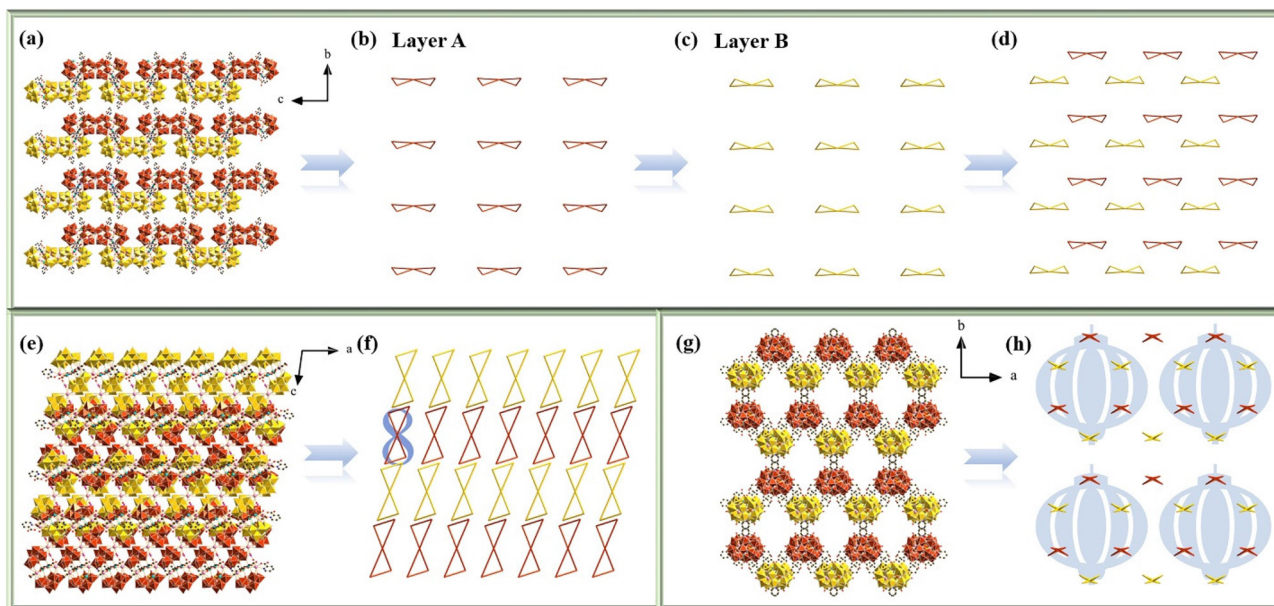 (a)
b
c
(b) Layer A
(c) Layer B
(d)
(e)
a
c
(f)
(g)
b
a
(h)